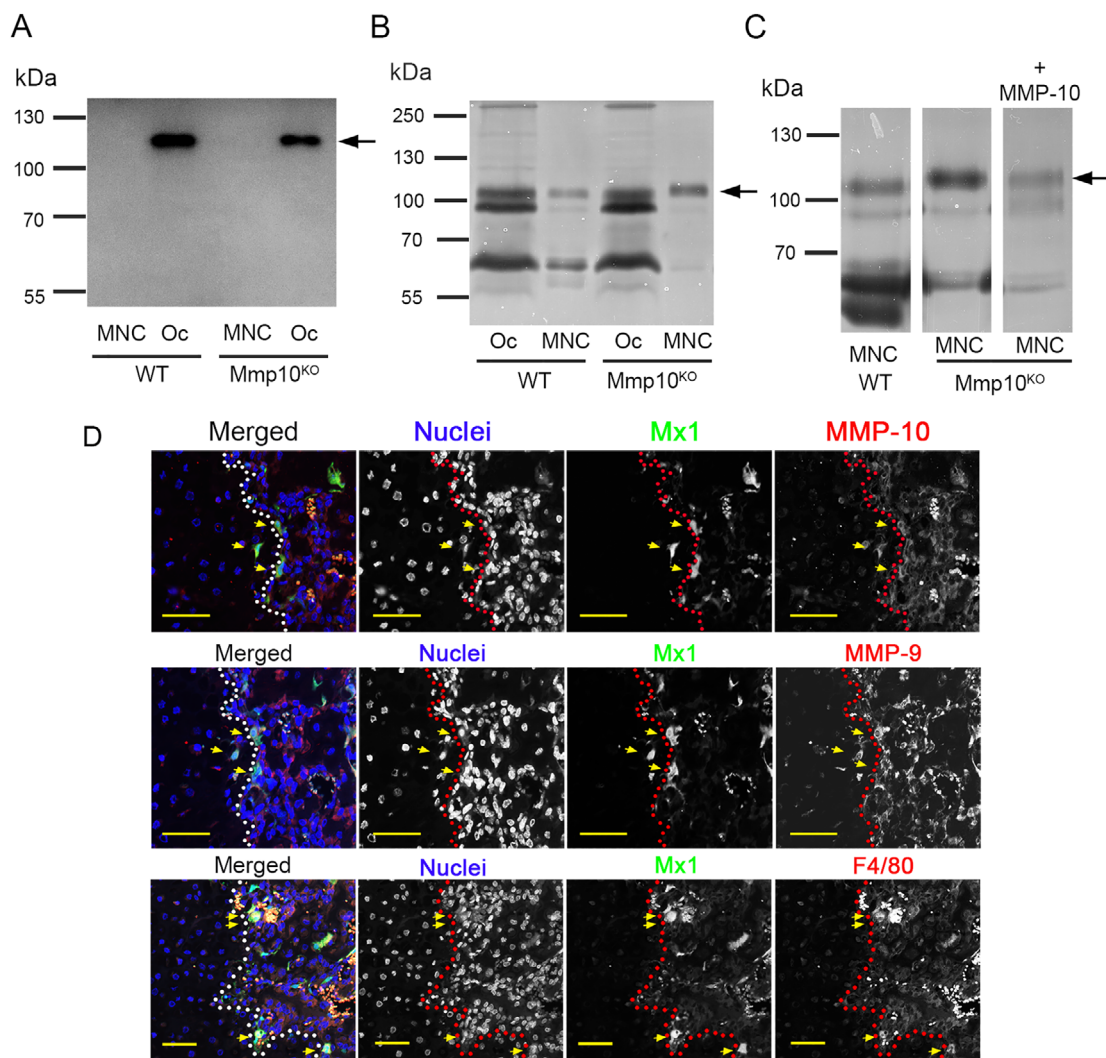 A
kDa
130
100
70
55
MNC Oc MNC Oc
WT Mmp10KO
B
kDa
250
130
100
70
55
Oc MNC Oc MNC
WT Mmp10KO
C
+
MMP-10
kDa
130
100
70
MNC MNC MNC
WT Mmp10KO
D
Merged Nuclei Mx1 MMP-10
Merged Nuclei Mx1 MMP-9
Merged Nuclei Mx1 F4/80